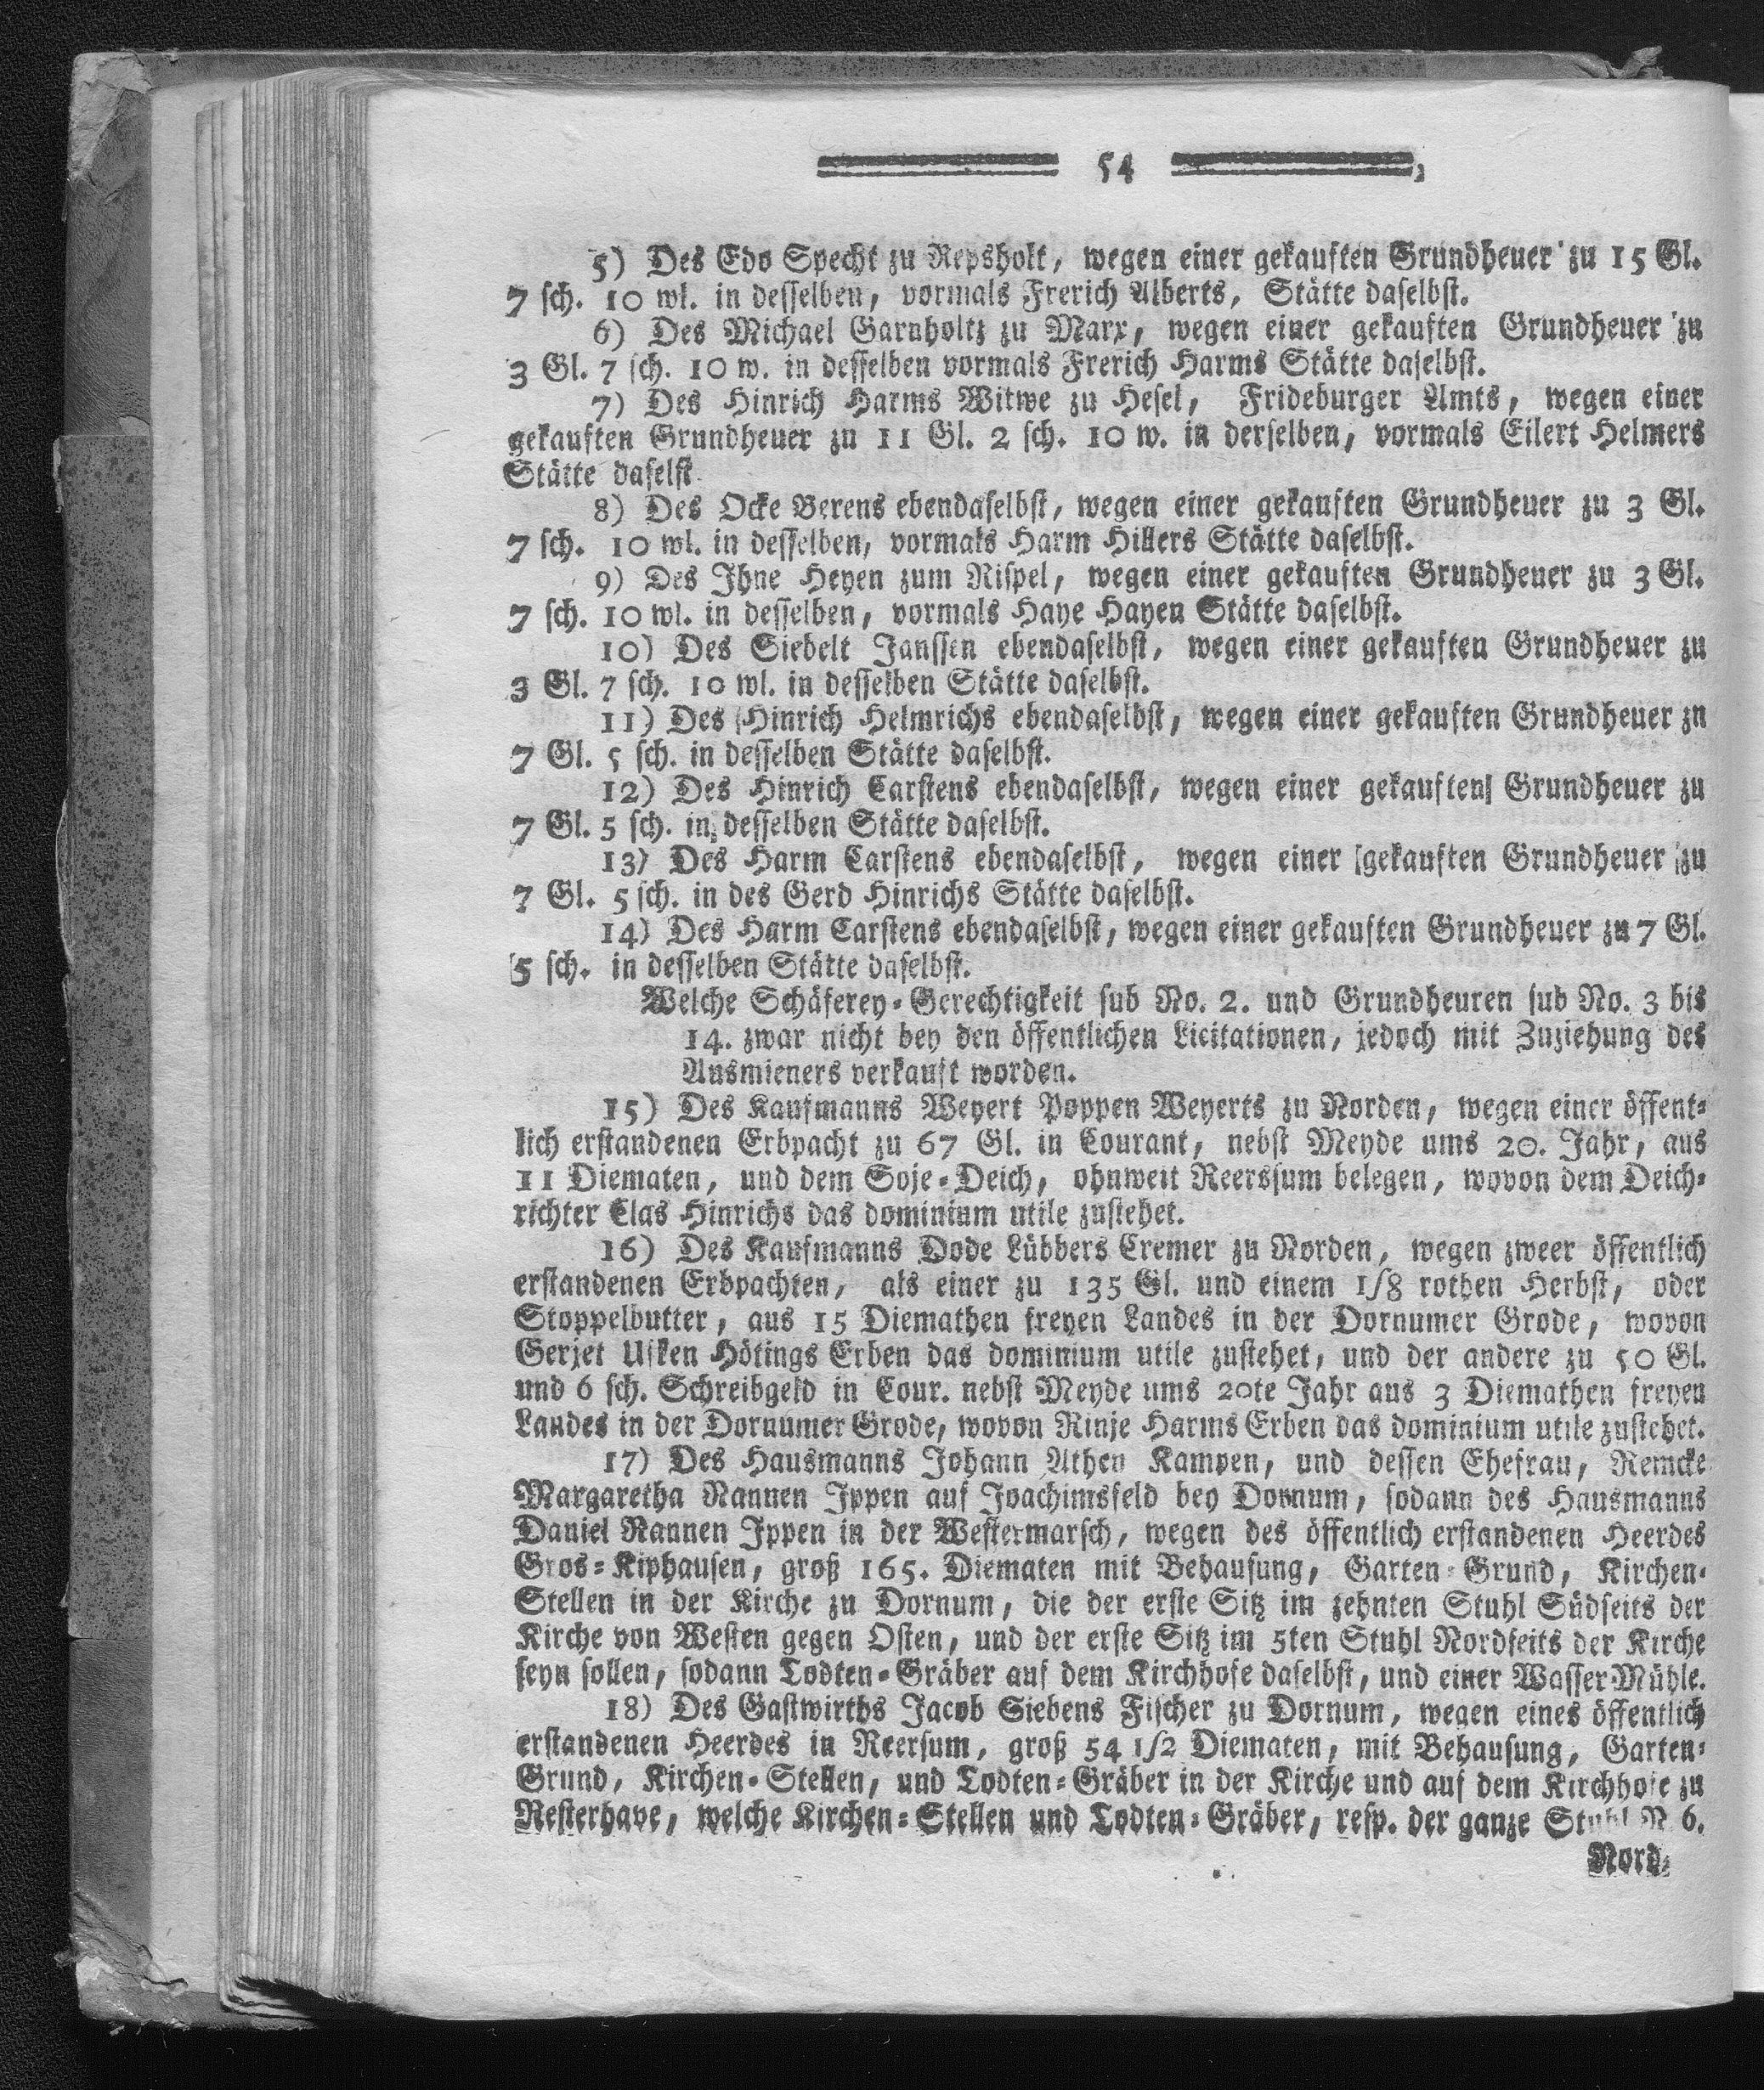 54
5) Des Edo Specht zu Repsholt, wegen einer gekauften Grundheuer zu 15 Gl.
7 sch. 10 wl. in desselben, vormals Frerich Alberts, Stätte daselbst.
6) Des Michael Garnholtz zu Marx, wegen einer gekauften Grundheuer zu
3 Gl. 7 sch. 10 w. in desselben vormals Frerich Harms Stätte daselbst.
7) Des Hinrich Harms Witwe zu Hesel, Frideburger Amts, wegen einer
gekauften Grundheuer zu 11 Gl. 2 sch. 10 w. in derselben, vormals Eilert Helmers
Stätte daselst
8) Des Ocke Berens ebendaselbst, wegen einer gekauften Grundheuer zu 3 Gl.
7 sch. 10 wl. in desselben, vormals Harm Hillers Stätte daselbst.
9) Des Ihne Heyen zum Rispel, wegen einer gekauften Grundheuer zu 3 Gl.
7 sch. 10 wl. in desselben, vormals Haye Hayen Stätte daselbst.
10) Des Siebelt Janssen ebendaselbst, wegen einer gekauften Grundheuer zu
3 Gl. 7 sch. 10 wl. in desselben Stätte daselbst.
11) Des Hinrich Helmrichs ebendaselbst, wegen einer gekauften Grundheuer zu
7 Gl. 5 sch. in desselben Stätte daselbst.
12) Des Hinrich Carstens ebendaselbst, wegen einer gekauften Grundheuer zu
7 Gl. 5 sch. in desselben Stätte daselbst.
13) Des Harm Carstens ebendaselbst, wegen einer gekauften Grundheuer zu
7 Gl. 5 sch. in des Gerd Hinrichs Stätte daselbst.
14) Des Harm Carstens ebendaselbst, wegen einer gekauften Grundheuer zu 7 Gl.
5 sch. in desselben Stätte daselbst.
Welche Schäferey-Gerechtigkeit sub No. 2. und Grundheuren sub No. 3 bis
14. zwar nicht bey den öffentlichen Licitationen, jedoch mit Zuziehung des
Ausmieners verkauft worden.
15) Des Kaufmanns Weyert Poppen Weyerts zu Norden, wegen einer öffent-
lich erstandenen Erbpacht zu 67 Gl. in Courant, nebst Meyde ums 20. Jahr, aus
11 Diematen, und dem Soje-Deich, ohnweit Reerssum belegen, wovon dem Deich-
richter Clas Hinrichs das dominium utile zustehet.
16) Des Kaufmanns Dode Lübbers Cremer zu Norden, wegen zweer öffentlich
erstandenen Erbpachten, als einer zu 135 Gl. und einem 1/8 rothen Herbst, oder
Stoppelbutter, aus 15 Diemathen freyen Landes in der Dornumer Grode, wovon
Gerjet Ulken Hötings Erben das dominium utile zustehet, und der andere zu 50 Gl.
und 6 sch. Schreibgeld in Cour. nebst Meyde ums 20te Jahr aus 3 Diemathen freyen
Landes in der Dornumer Grode, wovon Rinje Harms Erben das dominium utile zustehet.
17) Des Hausmanns Johann Athen Kampen, und dessen Ehefrau, Remcke
Margaretha Nannen Ippen auf Joachimsfeld bey Dornum, sodann des Hausmanns
Daniel Nannen Ippen in der Westermarsch, wegen des öffentlich erstandenen Heerdes
Gros-Kiphausen, groß 165. Diematen mit Behausung, Garten-Grund, Kirchen-
Stellen in der Kirche zu Dornum, die der erste Sitz im zehnten Stuhl Südseits der
Kirche von Westen gegen Osten, und der erste Sitz im 5ten Stuhl Nordseits der Kirche
seyn sollen, sodann Todten-Gräber auf dem Kirchhofe daselbst, und einer Wasser-Mühle.
18) Des Gastwirths Jacob Siebens Fischer zu Dornum, wegen eines öffentlich
erstandenen Heerdes in Reersum, groß 54 1/2 Diematen, mit Behausung, Garten-
Grund, Kirchen-Stellen, und Todten-Gräber in der Kirche und auf dem Kirchhofe zu
Resterhave, welche Kirchen-Stellen und Todten-Gräber, resp. der ganze Stuhl N 6.
Nord-